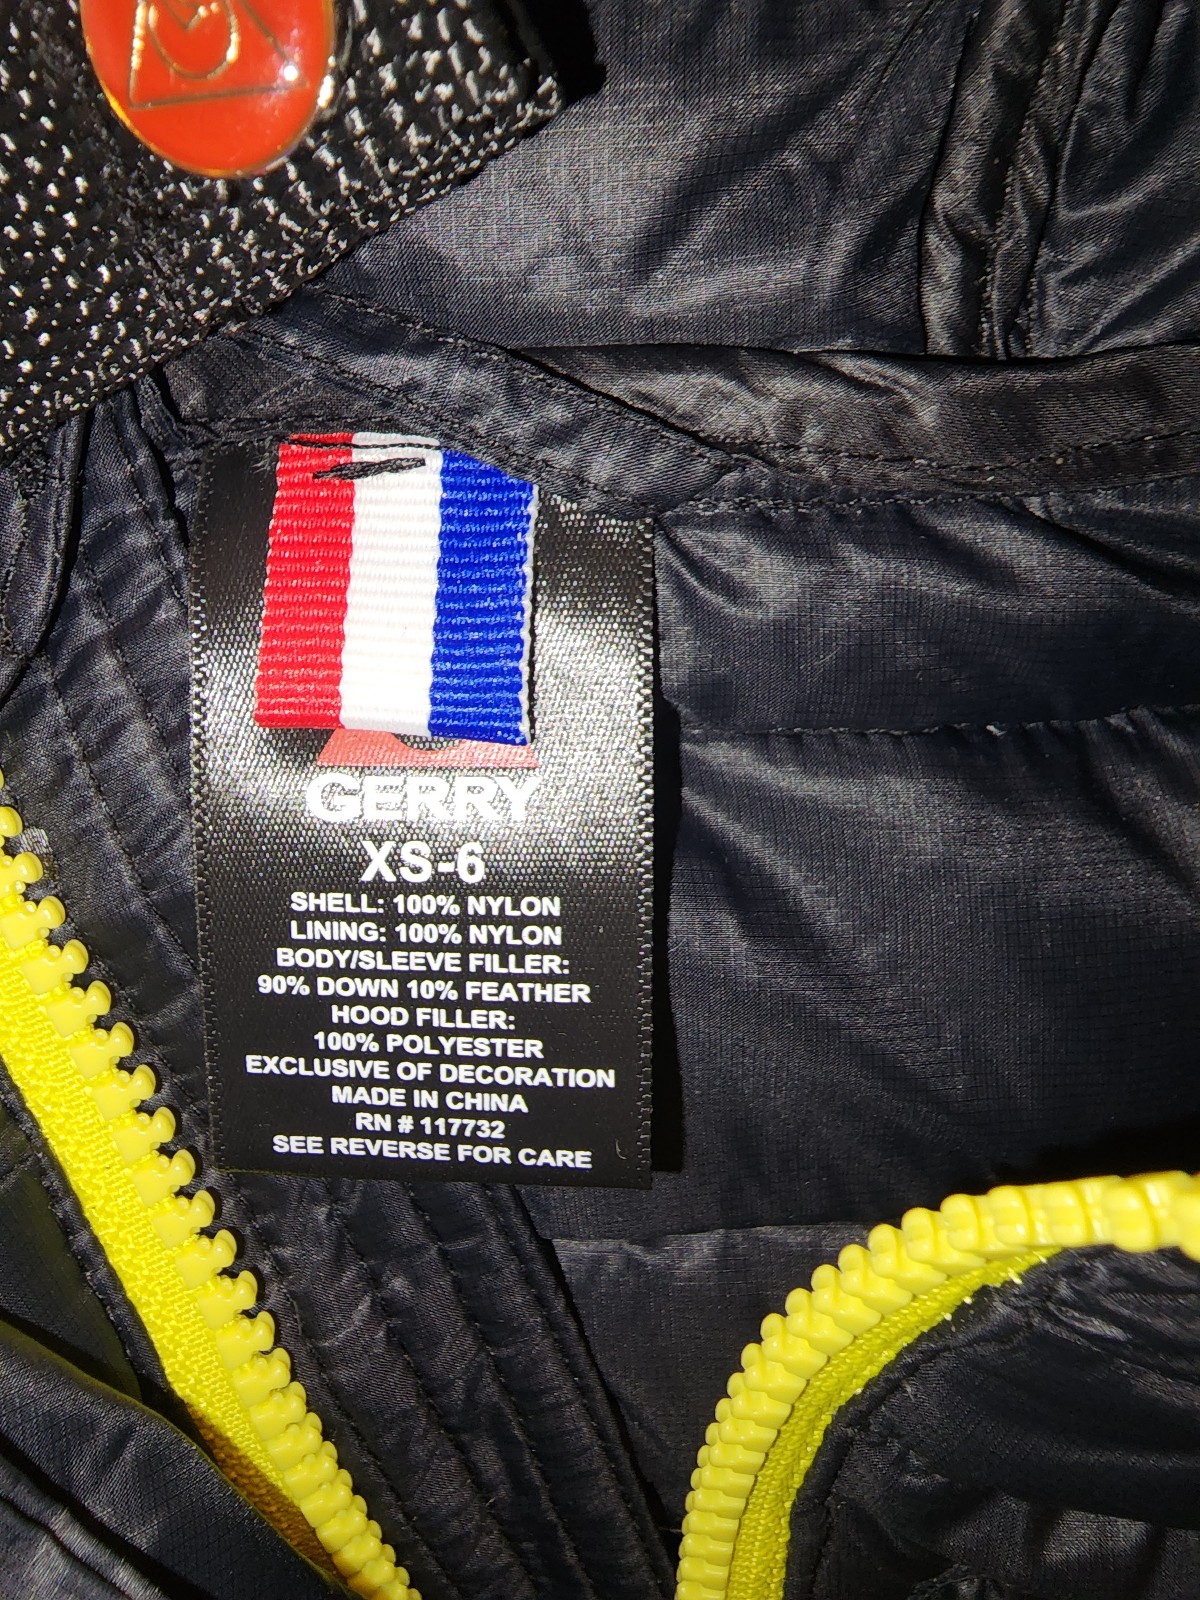 GERRY
XS-6
SHELL: 100% NYLON
LINING: 100% NYLON
BODY/SLEEVE FILLER:
90% DOWN 10% FEATHER
HOOD FILLER:
100% POLYESTER
EXCLUSIVE OF DECORATION
MADE IN CHINA
RN # 117732
SEE REVERSE FOR CARE